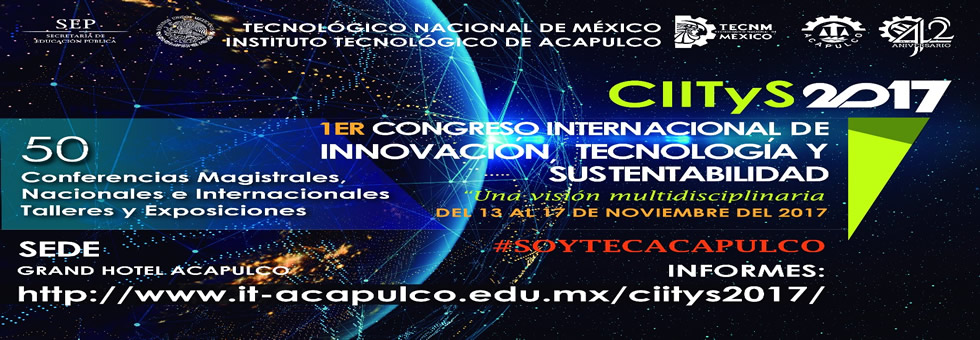 SEP
SECRETARÍA DE
EDUCACIÓN PÚBLICA
TECNOLÓGICO NACIONAL DE MÉXICO
INSTITUTO TECNOLÓGICO DE ACAPULCO
TECNM
MÉXICO
ACAPULCO
42
ANIVERSARIO
CIITyS 2017
1ER CONGRESO INTERNACIONAL DE
INNOVACIÓN, TECNOLOGÍA Y
SUSTENTABILIDAD
"Una visión multidisciplinaria
DEL 13 AL 17 DE NOVIEMBRE DEL 2017
50
Conferencias Magistrales,
Nacionales e Internacionales
Talleres y Exposiciones
SEDE
GRAND HOTEL ACAPULCO
#SOYTECACAPULCO
INFORMES:
http://www.it-acapulco.edu.mx/ciitys2017/